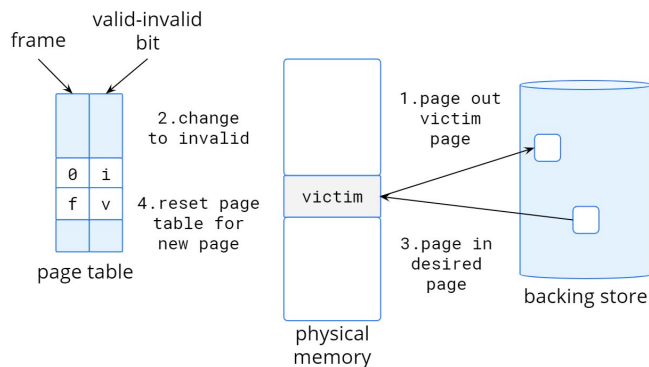 frame
valid-invalid
bit
2.change
to invalid
0 i
f v
4.reset page
table for
new page
page table
victim
physical
memory
1.page out
victim
page
3.page in
desired
page
backing store